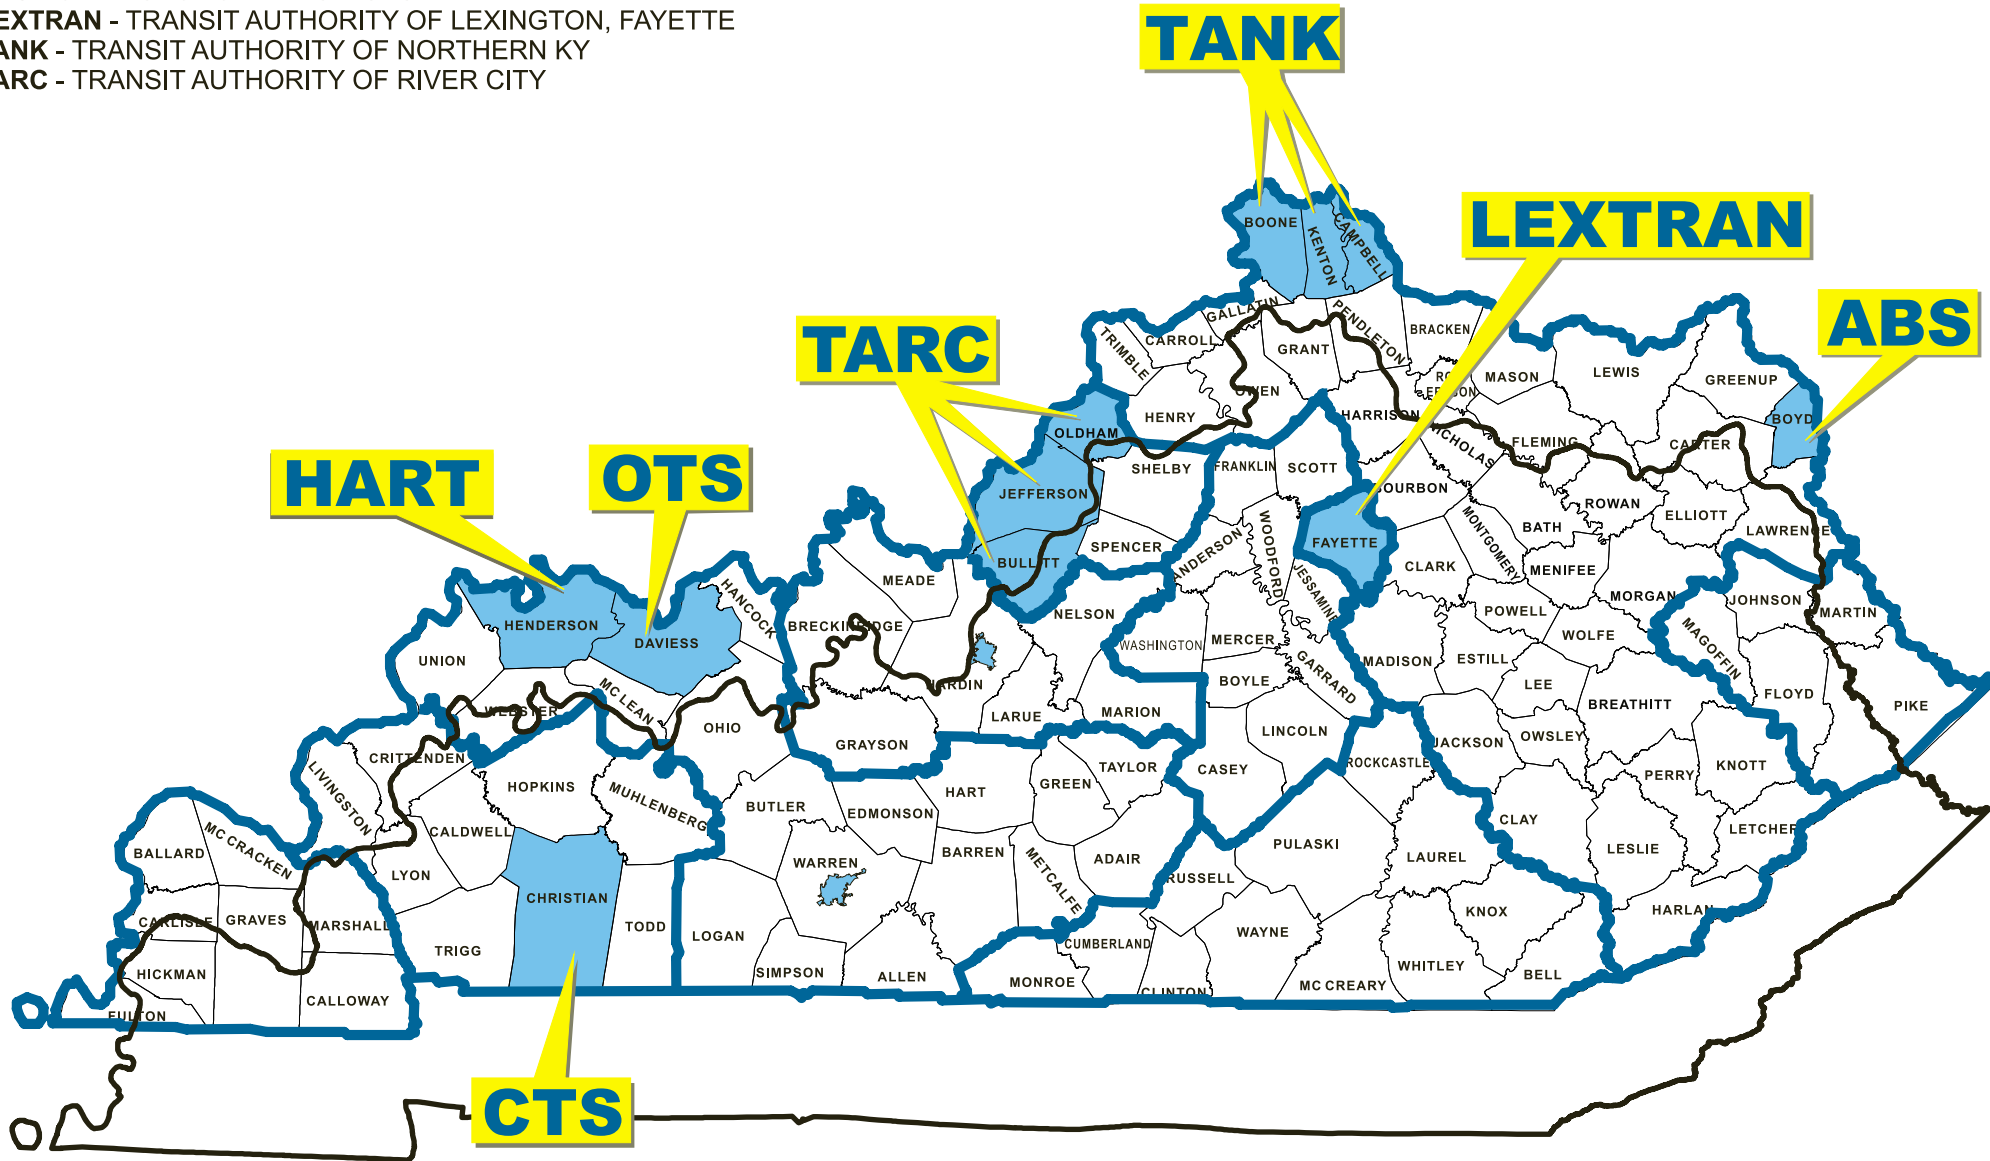 EXTRAN - TRANSIT AUTHORITY OF LEXINGTON, FAYETTE
ANK - TRANSIT AUTHORITY OF NORTHERN KY
ARC - TRANSIT AUTHORITY OF RIVER CITY
TANK
LEXTRAN
ABS
TARC
HART
OTS
CTS
BOONE
KENTON
CAMPBELL
GALLATIN
PENDLETON
BRACKEN
TRIMBLE
CARROLL
GRANT
OWEN
MASON
LEWIS
GREENUP
BOYD
HENRY
HARRISON
OLDHAM
NICHOLAS
FLEMING
CARTER
SHELBY
FRANKLIN
SCOTT
JEFFERSON
BOURBON
ROWAN
ELLIOTT
LAWRENCE
BATH
MONTGOMERY
WOODFORD
FAYETTE
SPENCER
ANDERSON
BULLITT
CLARK
MENIFEE
MEADE
HANCOCK
JESSAMINE
MORGAN
JOHNSON
MARTIN
NELSON
POWELL
HENDERSON
DAVIESS
BRECKINRIDGE
WASHINGTON
MERCER
WOLFE
MAGOFFIN
UNION
GARRARD
MADISON
ESTILL
LEE
FLOYD
PIKE
MC LEAN
HARDIN
BOYLE
WEBSTER
OHIO
LARUE
MARION
BREATHITT
LINCOLN
GRAYSON
JACKSON
OWSLEY
CRITTENDEN
LIVINGSTON
HOPKINS
MUHLENBERG
HART
GREEN
TAYLOR
CASEY
ROCKCASTLE
PERRY
KNOTT
BUTLER
EDMONSON
CALDWELL
CLAY
LETCHER
MC CRACKEN
BALLARD
WARREN
BARREN
METCALFE
ADAIR
PULASKI
LAUREL
LESLIE
LYON
RUSSELL
CHRISTIAN
KNOX
HARLAN
CARLISLE
GRAVES
MARSHALL
TODD
LOGAN
CUMBERLAND
WAYNE
TRIGG
HICKMAN
SIMPSON
ALLEN
MONROE
WHITLEY
BELL
CALLOWAY
CLINTON
MC CREARY
FULTON